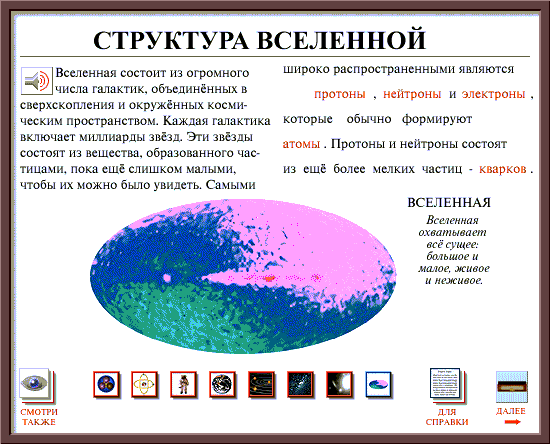 СТРУКТУРА ВСЕЛЕННОЙ
Вселенная состоит из огромного
числа галактик, объединённых в
сверхскопления и окружённых косми-
ческим пространством. Каждая галактика
включает миллиарды звёзд. Эти звёзды
состоят из вещества, образованного час-
тицами, пока ещё слишком малыми,
чтобы их можно было увидеть. Самыми
широко распространенными являются
протоны , нейтроны и электроны ,
которые обычно формируют
атомы . Протоны и нейтроны состоят
из ещё более мелких частиц - кварков .
ВСЕЛЕННАЯ
Вселенная
охватывает
всё сущее:
большое и
малое, живое
и неживое.
СМОТРИ
ТАКЖЕ
ДЛЯ
СПРАВКИ
ДАЛЕЕ